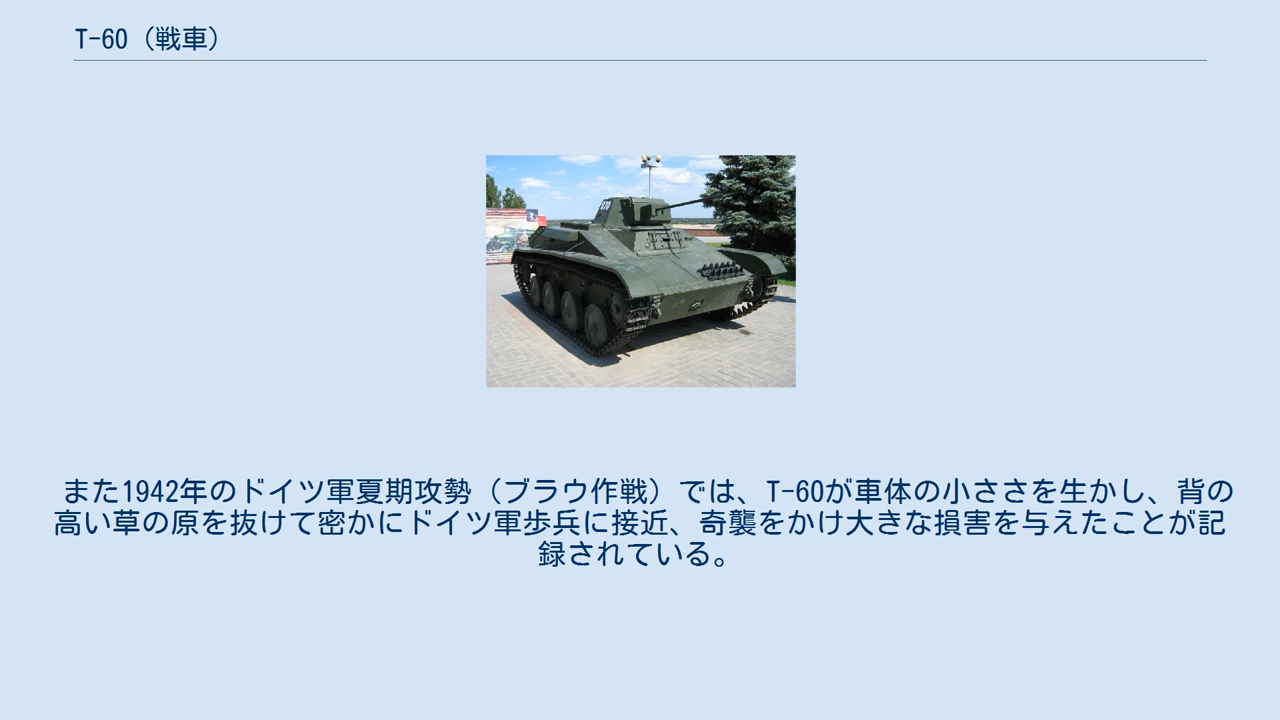 T-60（戦車）
また1942年のドイツ軍夏期攻勢（ブラウ作戦）では、T-60が車体の小ささを生かし、背の
高い草の原を抜けて密かにドイツ軍歩兵に接近、奇襲をかけ大きな損害を与えたことが記
録されている。